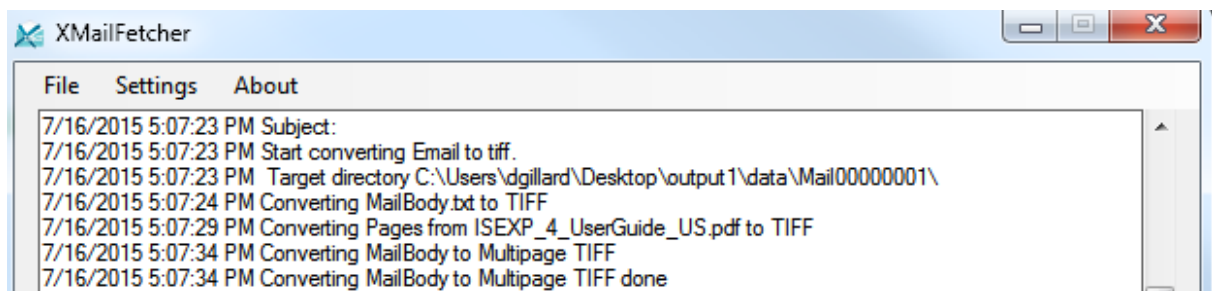 XMailFetcher
File Settings About
7/16/2015 5:07:23 PM Subject:
7/16/2015 5:07:23 PM Start converting Email to tiff.
7/16/2015 5:07:23 PM  Target directory C:\Users\dgillard\Desktop\output1\data\Mail00000001\
7/16/2015 5:07:24 PM Converting MailBody.txt to TIFF
7/16/2015 5:07:29 PM Converting Pages from ISEXP_4_UserGuide_US.pdf to TIFF
7/16/2015 5:07:34 PM Converting MailBody to Multipage TIFF
7/16/2015 5:07:34 PM Converting MailBody to Multipage TIFF done